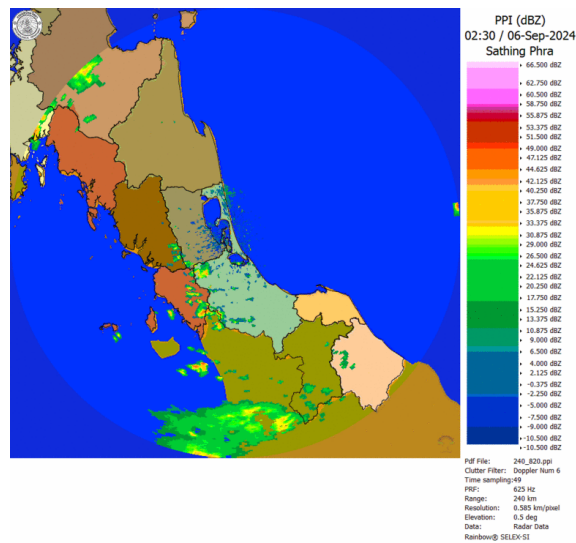 PPI (dBZ)
02:30 / 06-Sep-2024
Sathing Phra
66.500 dBZ
62.750 dBZ
60.500 dBZ
58.750 dBZ
55.875 dBZ
53.375 dBZ
51.500 dBZ
49.000 dBZ
47.125 dBZ
44.625 dBZ
42.125 dBZ
40.250 dBZ
37.750 dBZ
35.875 dBZ
33.375 dBZ
30.875 dBZ
29.000 dBZ
26.500 dBZ
24.625 dBZ
22.125 dBZ
20.250 dBZ
17.750 dBZ
15.250 dBZ
13.375 dBZ
10.875 dBZ
9.000 dBZ
6.500 dBZ
4.000 dBZ
2.125 dBZ
-0.375 dBZ
-2.250 dBZ
-5.000 dBZ
-7.500 dBZ
-9.000 dBZ
-10.500 dBZ
-10.500 dBZ
Pdf File: 240_820.ppi
Clutter Filter: Doppler Num 6
Time sampling:49
PRF: 625 Hz
Range: 240 km
Resolution: 0.585 km/pixel
Elevation: 0.5 deg
Data: Radar Data
Rainbow® SELEX-SI